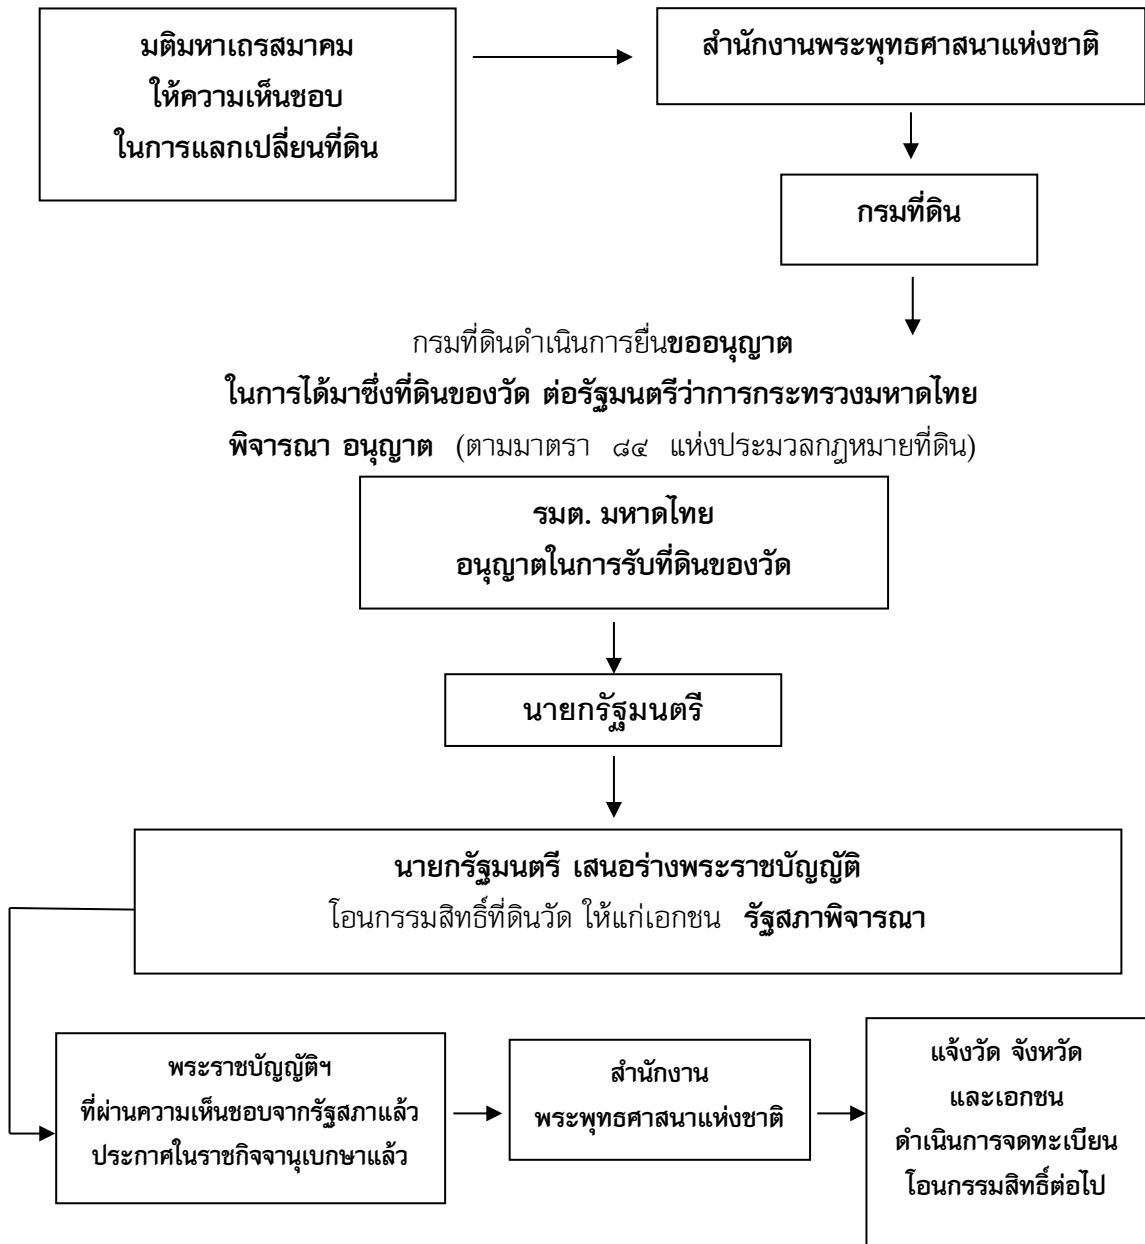 มติมหาเถรสมาคม
ให้ความเห็นชอบ
ในการแลกเปลี่ยนที่ดิน
สำนักงานพระพุทธศาสนาแห่งชาติ
กรมที่ดิน
กรมที่ดินดำเนินการยื่นขออนุญาต
ในการได้มาซึ่งที่ดินของวัด ต่อรัฐมนตรีว่าการกระทรวงมหาดไทย
พิจารณา อนุญาต (ตามมาตรา ๘๔ แห่งประมวลกฎหมายที่ดิน)
รมต. มหาดไทย
อนุญาตในการรับที่ดินของวัด
นายกรัฐมนตรี
นายกรัฐมนตรี เสนอร่างพระราชบัญญัติ
โอนกรรมสิทธิ์ที่ดินวัด ให้แก่เอกชน รัฐสภาพิจารณา
พระราชบัญญัติฯ
ที่ผ่านความเห็นชอบจากรัฐสภาแล้ว
ประกาศในราชกิจจานุเบกษาแล้ว
สำนักงาน
พระพุทธศาสนาแห่งชาติ
แจ้งวัด จังหวัด
และเอกชน
ดำเนินการจดทะเบียน
โอนกรรมสิทธิ์ต่อไป